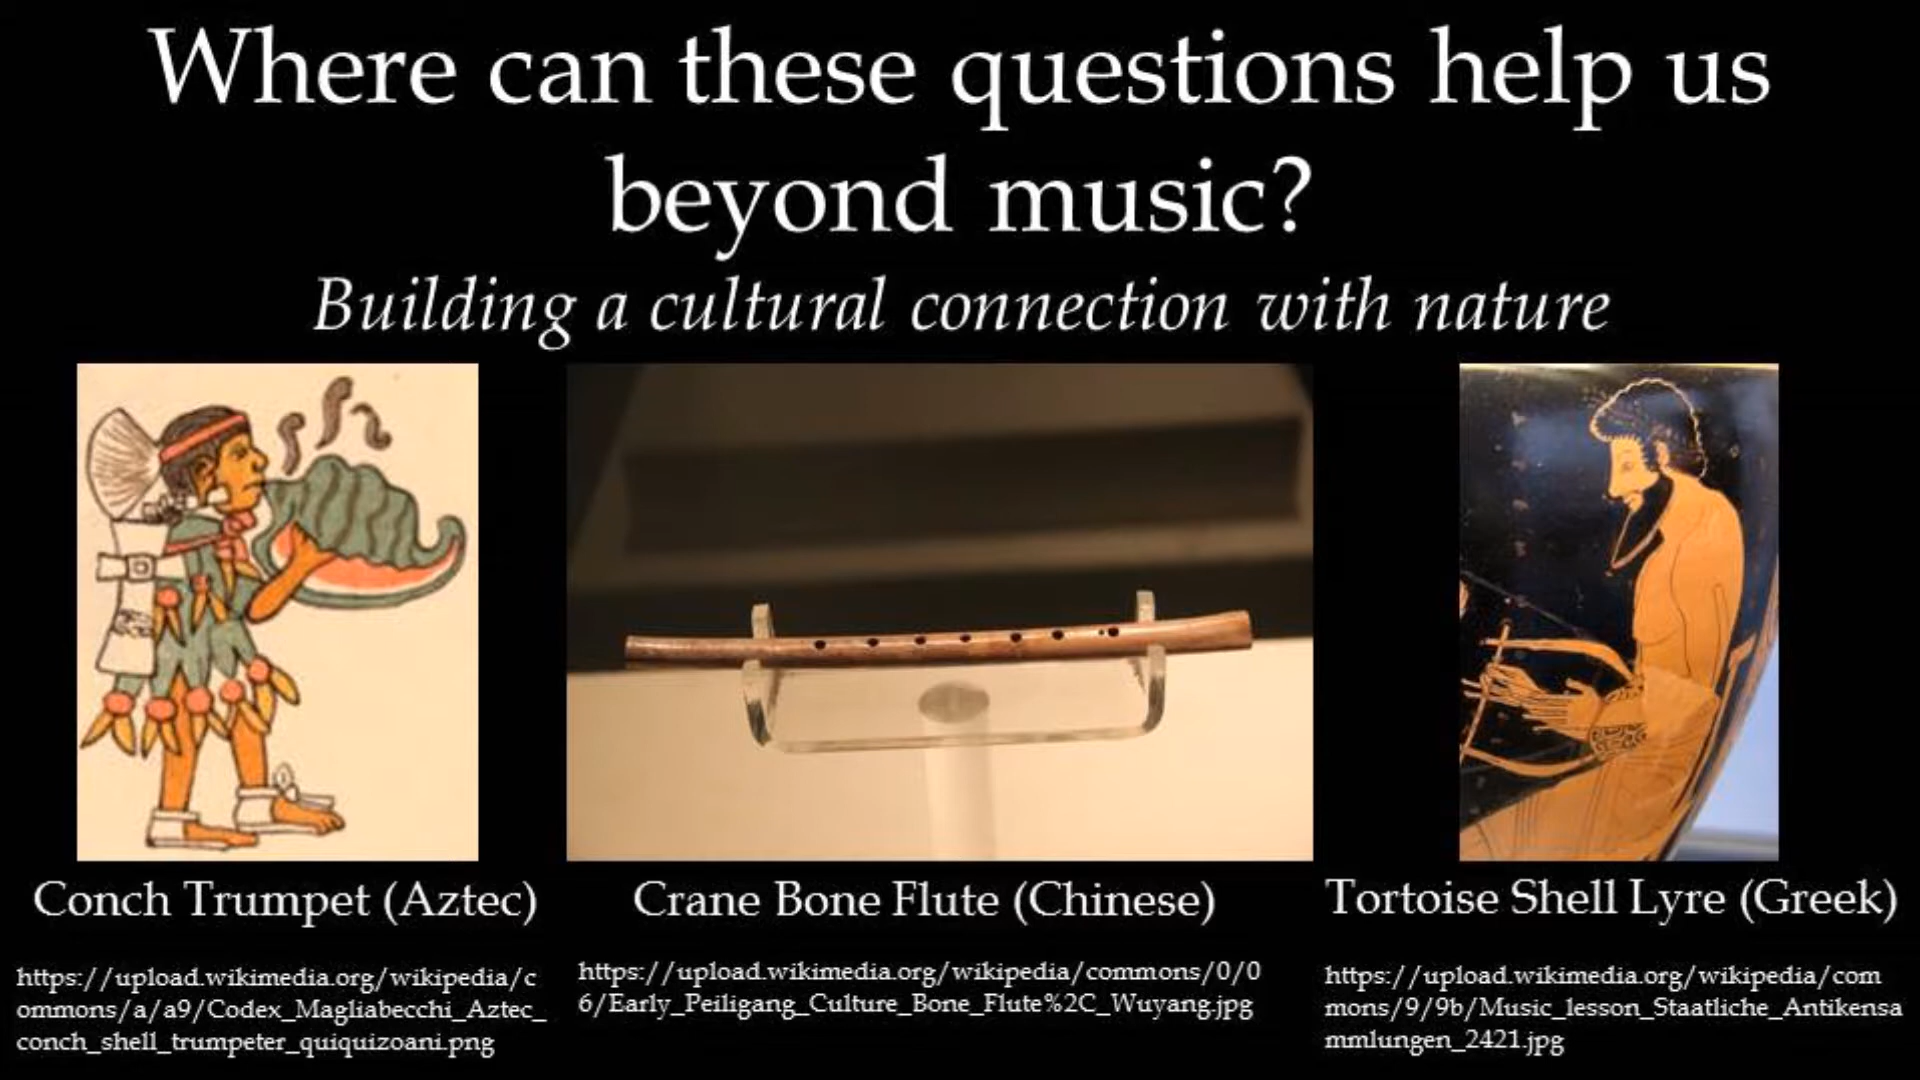 Where can these questions help us
beyond music?
Building a cultural connection with nature
Conch Trumpet (Aztec)
Crane Bone Flute (Chinese)
Tortoise Shell Lyre (Greek)
https://upload.wikimedia.org/wikipedia/c
ommons/a/a9/Codex_Magliabecchi_Aztec_
conch_shell_trumpeter_quiquizoani.png
https://upload.wikimedia.org/wikipedia/commons/0/0
6/Early_Peiligang_Culture_Bone_Flute%2C_Wuyang.jpg
https://upload.wikimedia.org/wikipedia/com
mons/9/9b/Music_lesson_Staatliche_Antikensa
mmlungen_2421.jpg